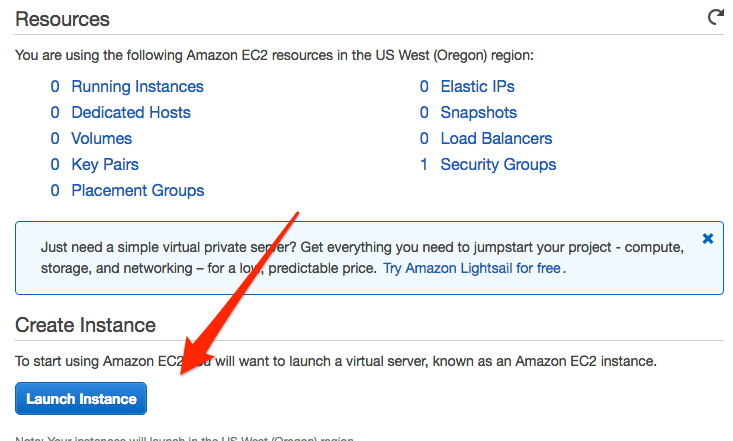 Resources
You are using the following Amazon EC2 resources in the US West (Oregon) region:
0 Running Instances
0 Dedicated Hosts
0 Volumes
0 Key Pairs
0 Placement Groups
0 Elastic IPs
0 Snapshots
0 Load Balancers
1 Security Groups
Just need a simple virtual private server? Get everything you need to jumpstart your project - compute,
storage, and networking – for a low, predictable price. Try Amazon Lightsail for free.
Create Instance
To start using Amazon EC2 you will want to launch a virtual server, known as an Amazon EC2 instance.
Launch Instance
Note: Your instances will launch in the US West (Oregon) region